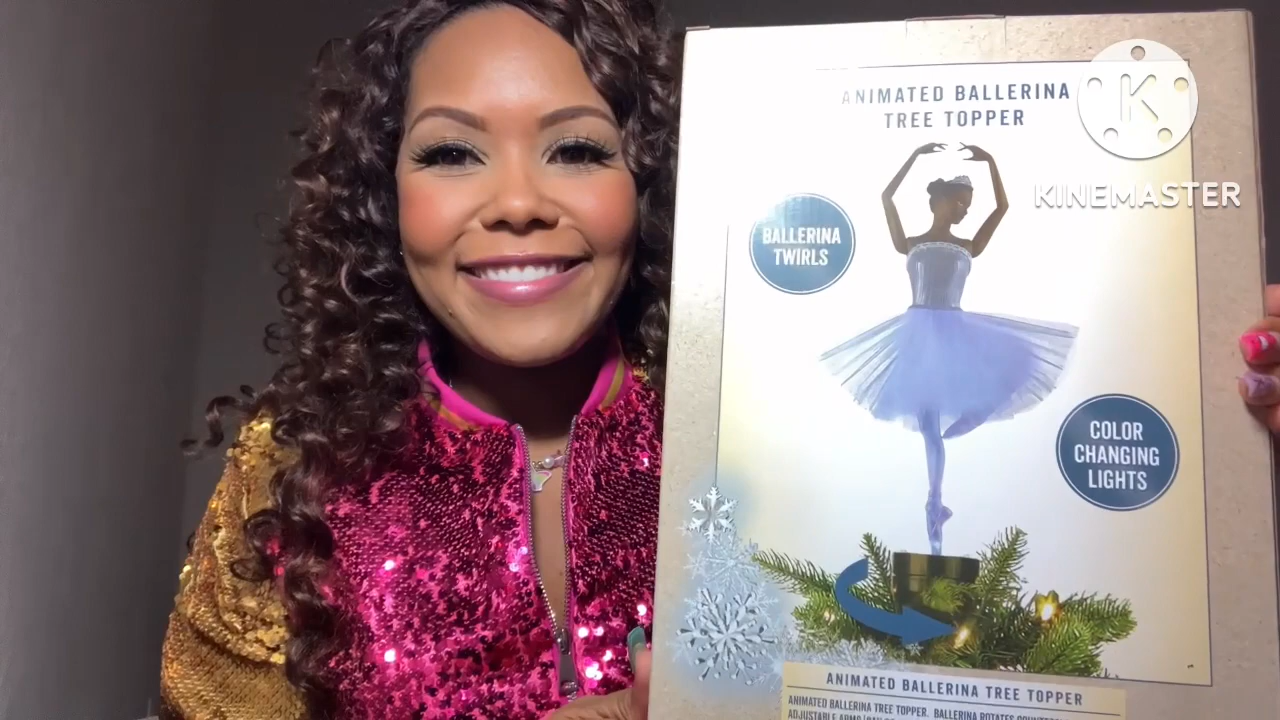 ANIMATED BALLERINA
TREE TOPPER
K
KINEMASTER
BALLERINA
TWIRLS
COLOR
CHANGING
LIGHTS
ANIMATED BALLERINA TREE TOPPER
ANIMATED BALLERINA TREE TOPPER. BALLERINA ROTATES
ADJUSTABLE ARMS